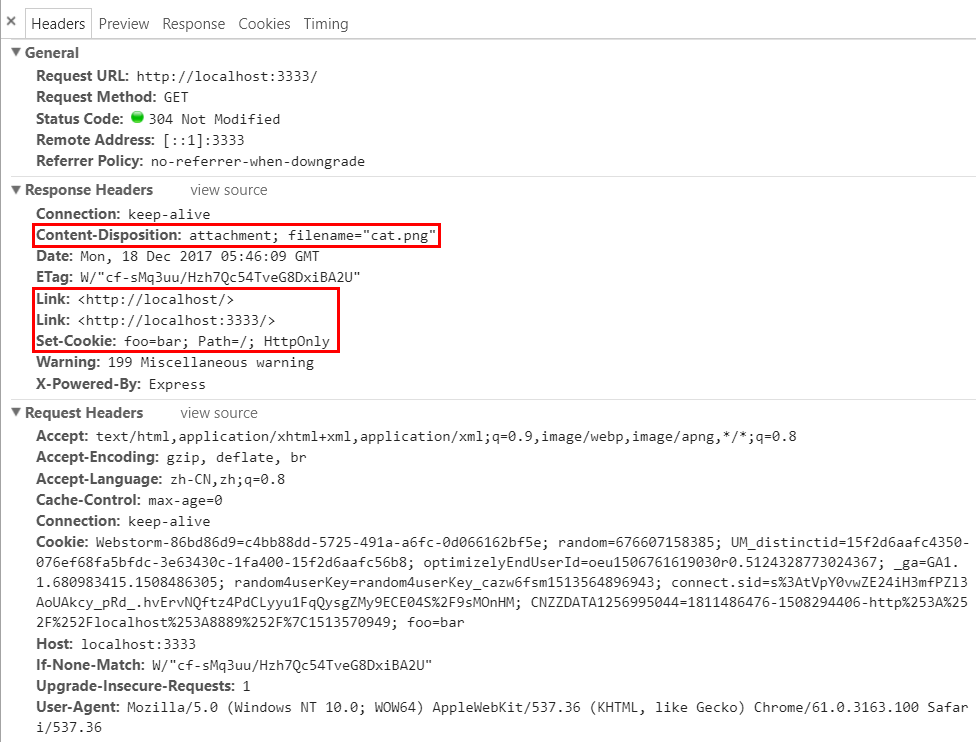 × Headers Preview Response Cookies Timing
▼ General
Request URL: http://localhost:3333/
Request Method: GET
Status Code: 304 Not Modified
Remote Address: [::1]:3333
Referrer Policy: no-referrer-when-downgrade
▼ Response Headers view source
Connection: keep-alive
Content-Disposition: attachment; filename="cat.png"
Date: Mon, 18 Dec 2017 05:46:09 GMT
ETag: W/"cf-sMq3uu/Hzh7Qc54TveG8DxiBA2U"
Link: <http://localhost/>
Link: <http://localhost:3333/>
Set-Cookie: foo=bar; Path=/; HttpOnly
Warning: 199 Miscellaneous warning
X-Powered-By: Express
▼ Request Headers view source
Accept: text/html,application/xhtml+xml,application/xml;q=0.9,image/webp,image/apng,*/*;q=0.8
Accept-Encoding: gzip, deflate, br
Accept-Language: zh-CN,zh;q=0.8
Cache-Control: max-age=0
Connection: keep-alive
Cookie: Webstorm-86bd86d9=c4bb88dd-5725-491a-a6fc-0d066162bf5e; random=676607158385; UM_distinctid=15f2d6aafc4350-
076ef68fa5bfdc-3e63430c-1fa400-15f2d6aafc56b8; optimizelyEndUserId=oeu1506761619030r0.5124328773024367; _ga=GA1.
1.680983415.1508486305; random4userKey=random4userKey_cazw6fsm1513564896943; connect.sid=s%3AtVpY0vwZE24iH3mfPZ13
AoUAkcy_pRd_.hvErvNQftz4PdCLyyu1FqQysgZMy9ECE04S%2F9sMOnHM; CNZZDATA1256995044=1811486476-1508294406-http%253A%25
2F%252Flocalhost%253A8889%252F%7C1513570949; foo=bar
Host: localhost:3333
If-None-Match: W/"cf-sMq3uu/Hzh7Qc54TveG8DxiBA2U"
Upgrade-Insecure-Requests: 1
User-Agent: Mozilla/5.0 (Windows NT 10.0; WOW64) AppleWebKit/537.36 (KHTML, like Gecko) Chrome/61.0.3163.100 Safar
i/537.36